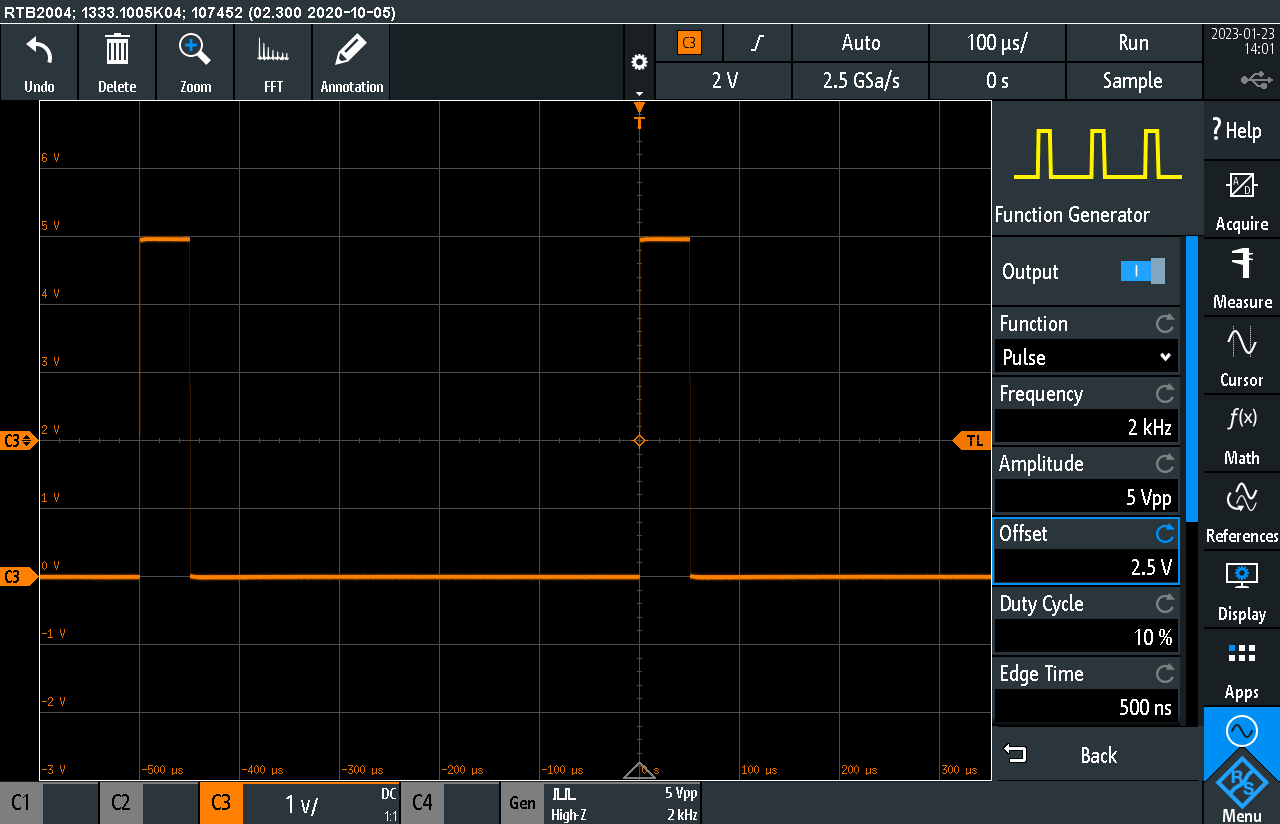 RTB2004; 1333.1005K04; 107452 (02.300 2020-10-05)
Undo
Delete
Zoom
FFT
Annotation
C3
Auto
100 µs/
Run
2 V
2.5 GSa/s
0 s
Sample
2023-01-23
14:01
T
6 V
5 V
4 V
3 V
2 V
1 V
0 V
-1 V
-2 V
-3 V
C3
C3
TL
-500 µs
-400 µs
-300 µs
-200 µs
-100 µs
0 s
100 µs
200 µs
300 µs
Function Generator
Output
I
Function
Pulse
Frequency
2 kHz
Amplitude
5 Vpp
Offset
2.5 V
Duty Cycle
10 %
Edge Time
500 ns
Back
? Help
A/D
Acquire
Measure
Cursor
f(x)
Math
References
Display
Apps
R/S
Menu
C1
C2
C3
1 V/
DC
1:1
C4
Gen
High-Z
5 Vpp
2 kHz